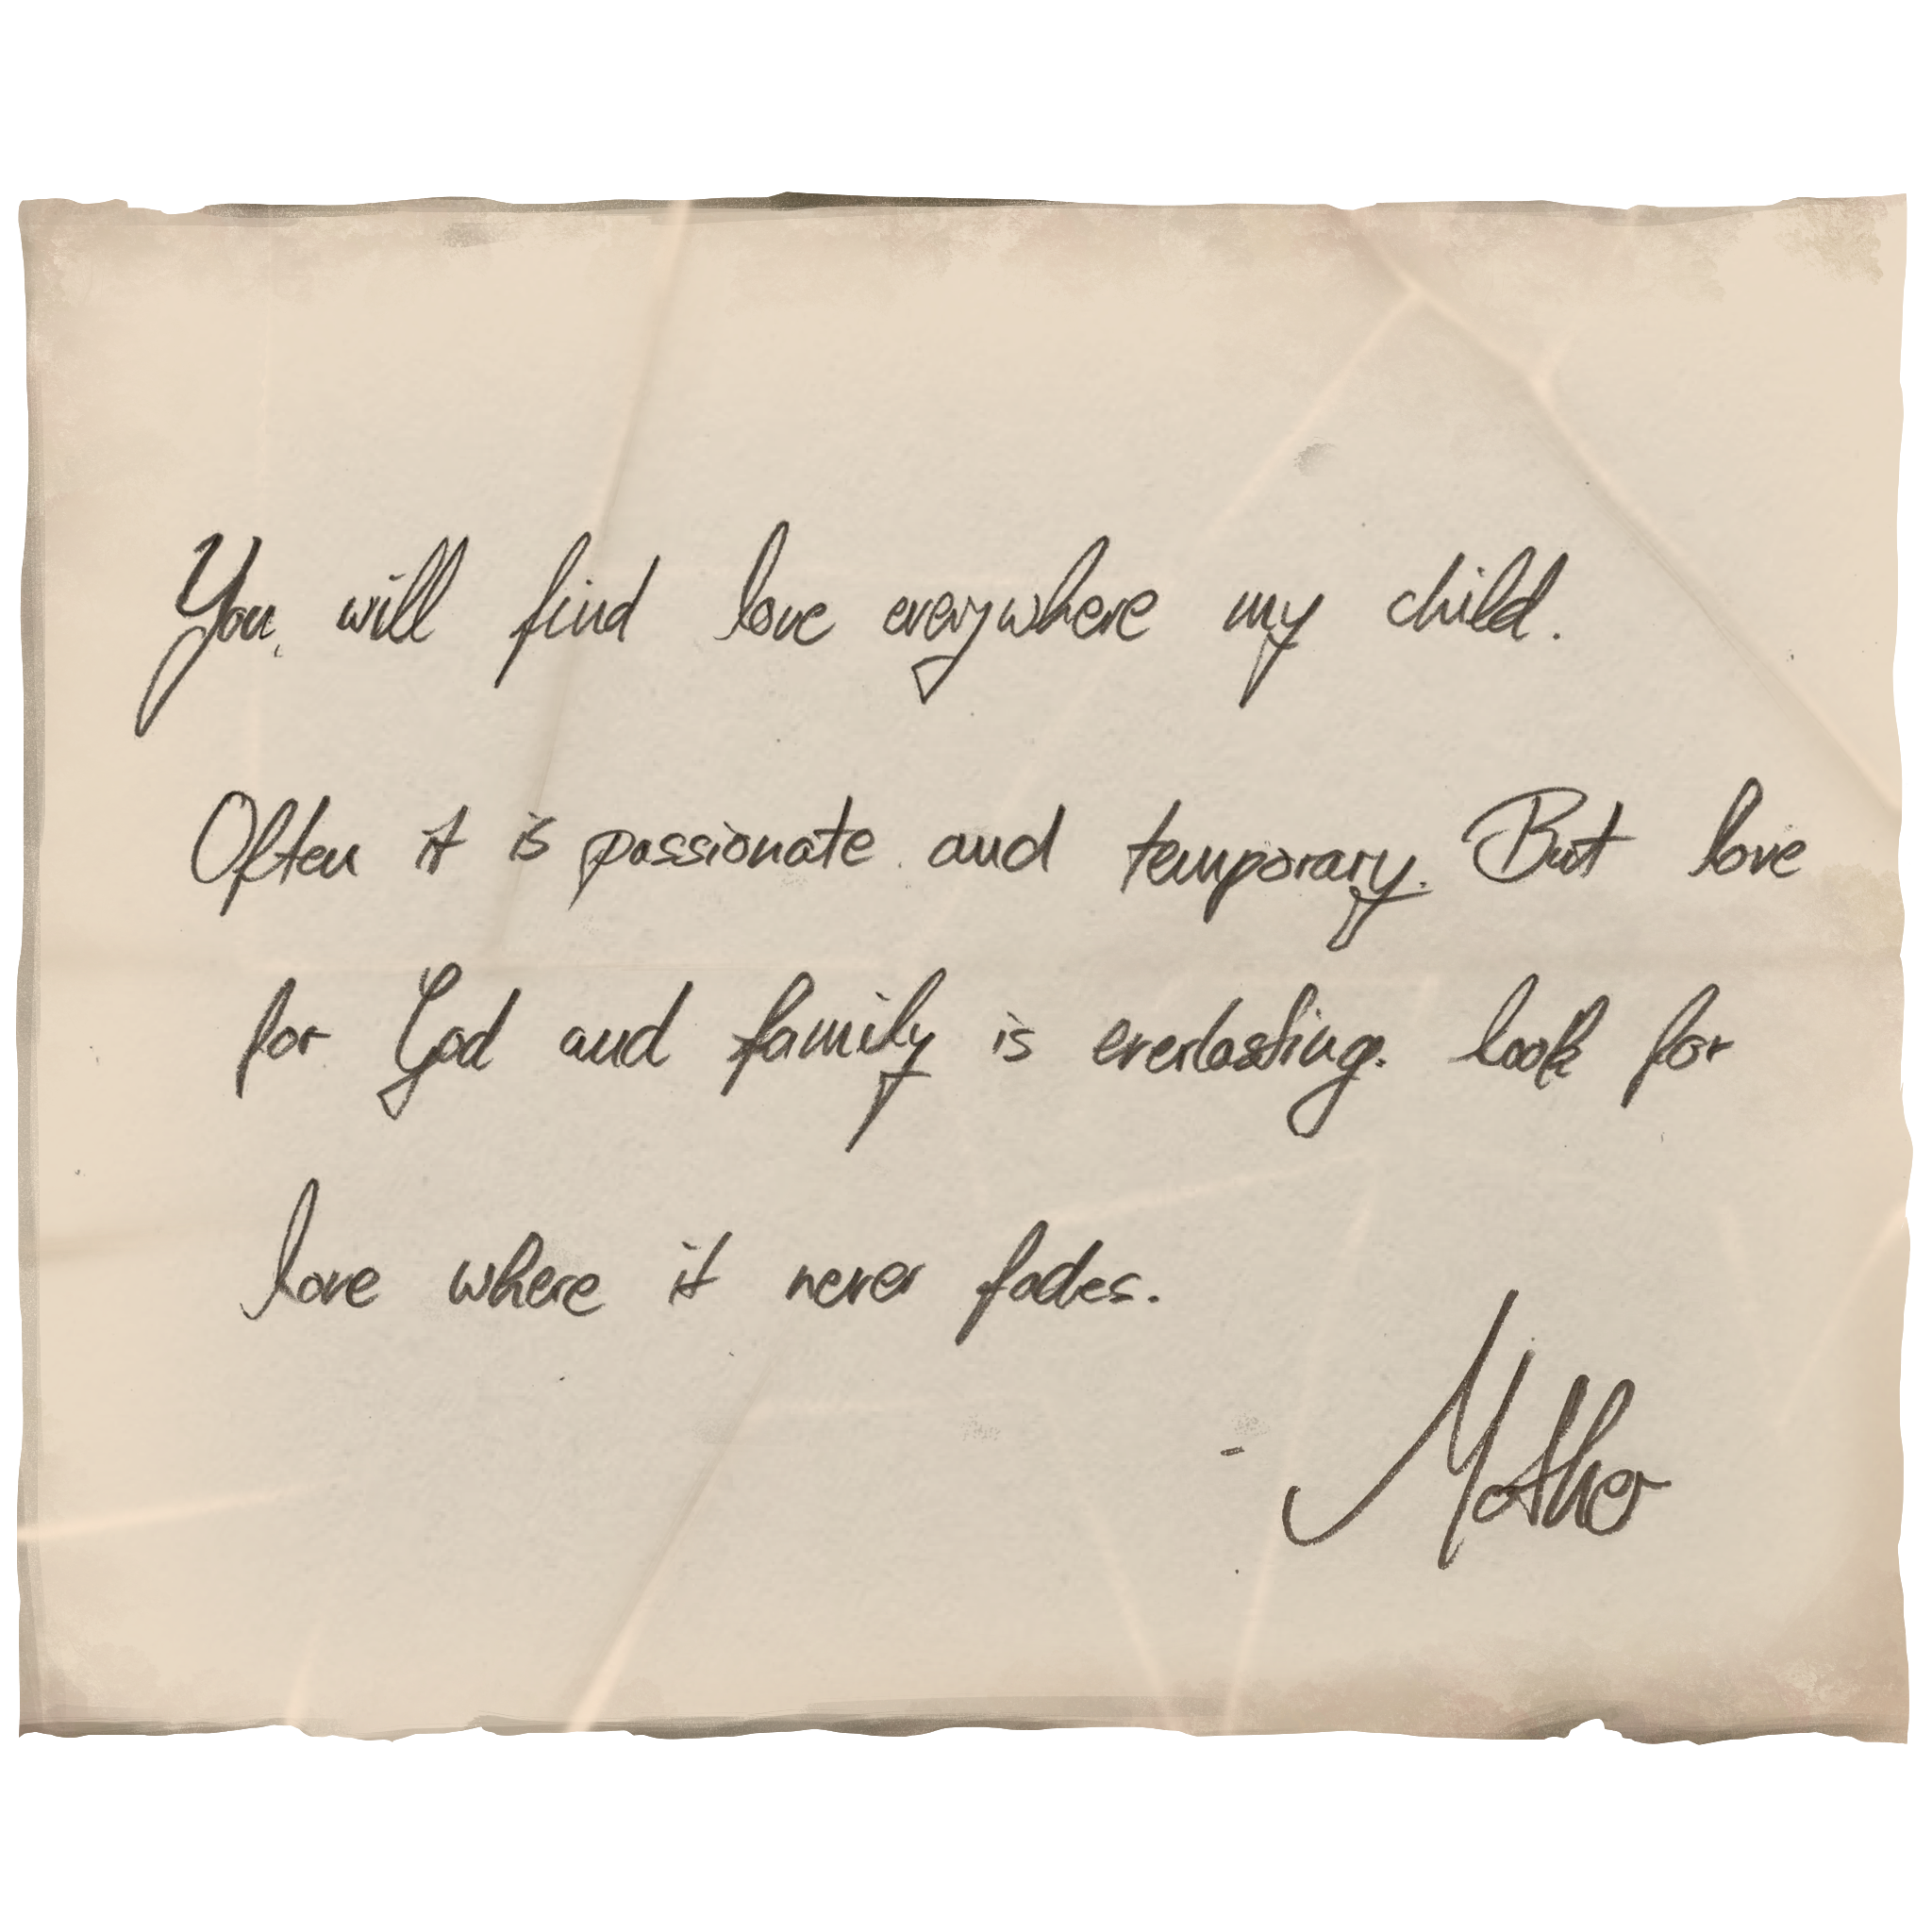 You will find love everywhere my child.
Often it is passionate and temporary. But love
for God and family is everlasting. look for
love where it never fades.
- Mother